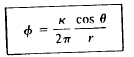 φ = κ/2π cos θ/r